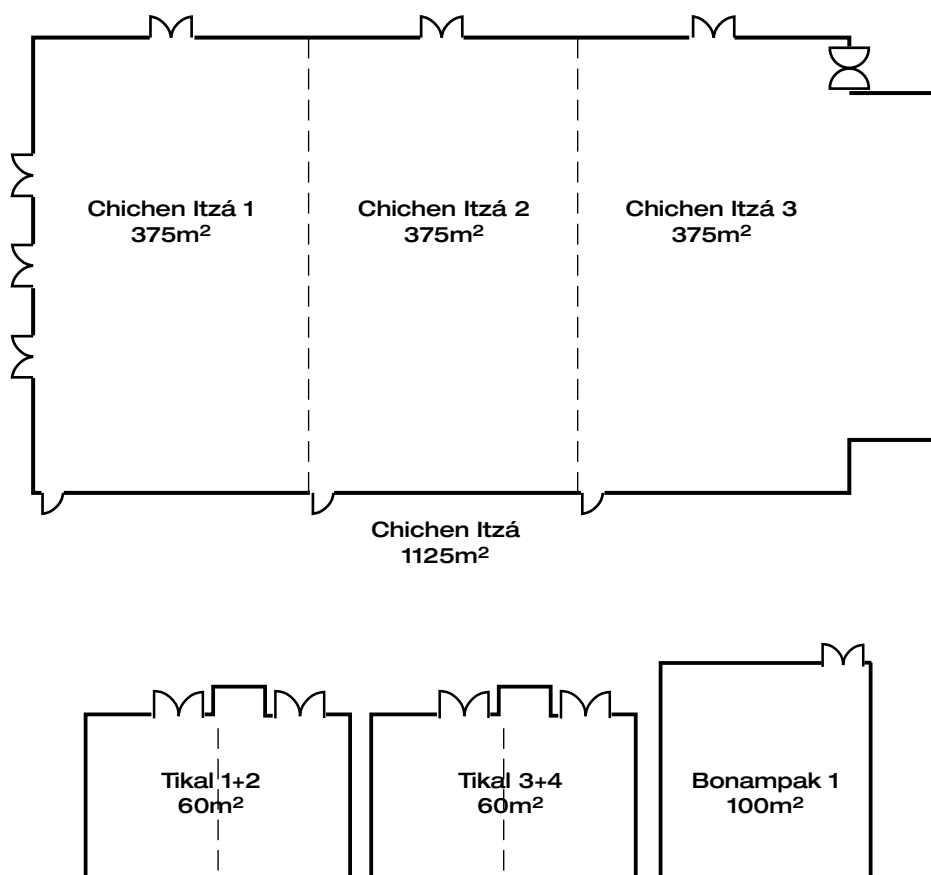 Chichen Itzá 1
375m²
Chichen Itzá 2
375m²
Chichen Itzá 3
375m²
Chichen Itzá
1125m²
Tikal 1+2
60m²
Tikal 3+4
60m²
Bonampak 1
100m²